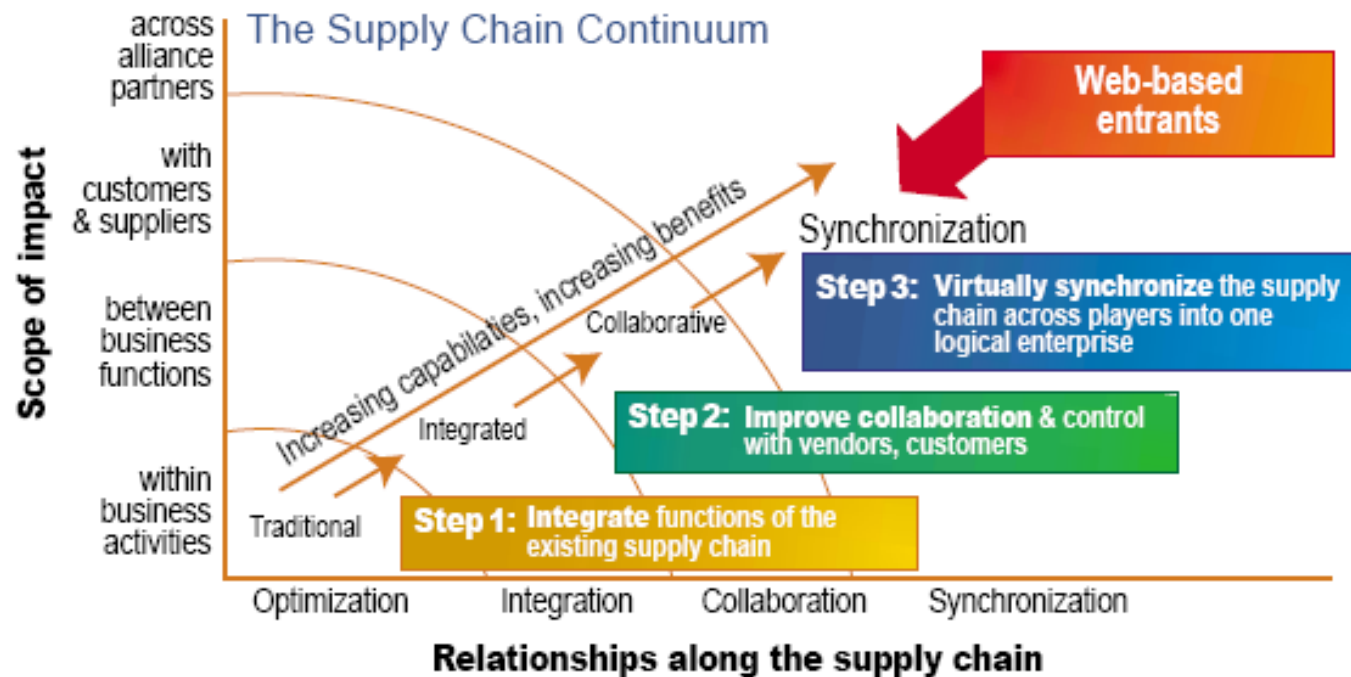 The Supply Chain Continuum
Scope of impact
across
alliance
partners
with
customers
& suppliers
between
business
functions
within
business
activities
Web-based
entrants
Increasing capabilaties, increasing benefits
Synchronization
Collaborative
Integrated
Traditional
Step 3: Virtually synchronize the supply
chain across players into one
logical enterprise
Step 2: Improve collaboration & control
with vendors, customers
Step 1: Integrate functions of the
existing supply chain
Optimization
Integration
Collaboration
Synchronization
Relationships along the supply chain